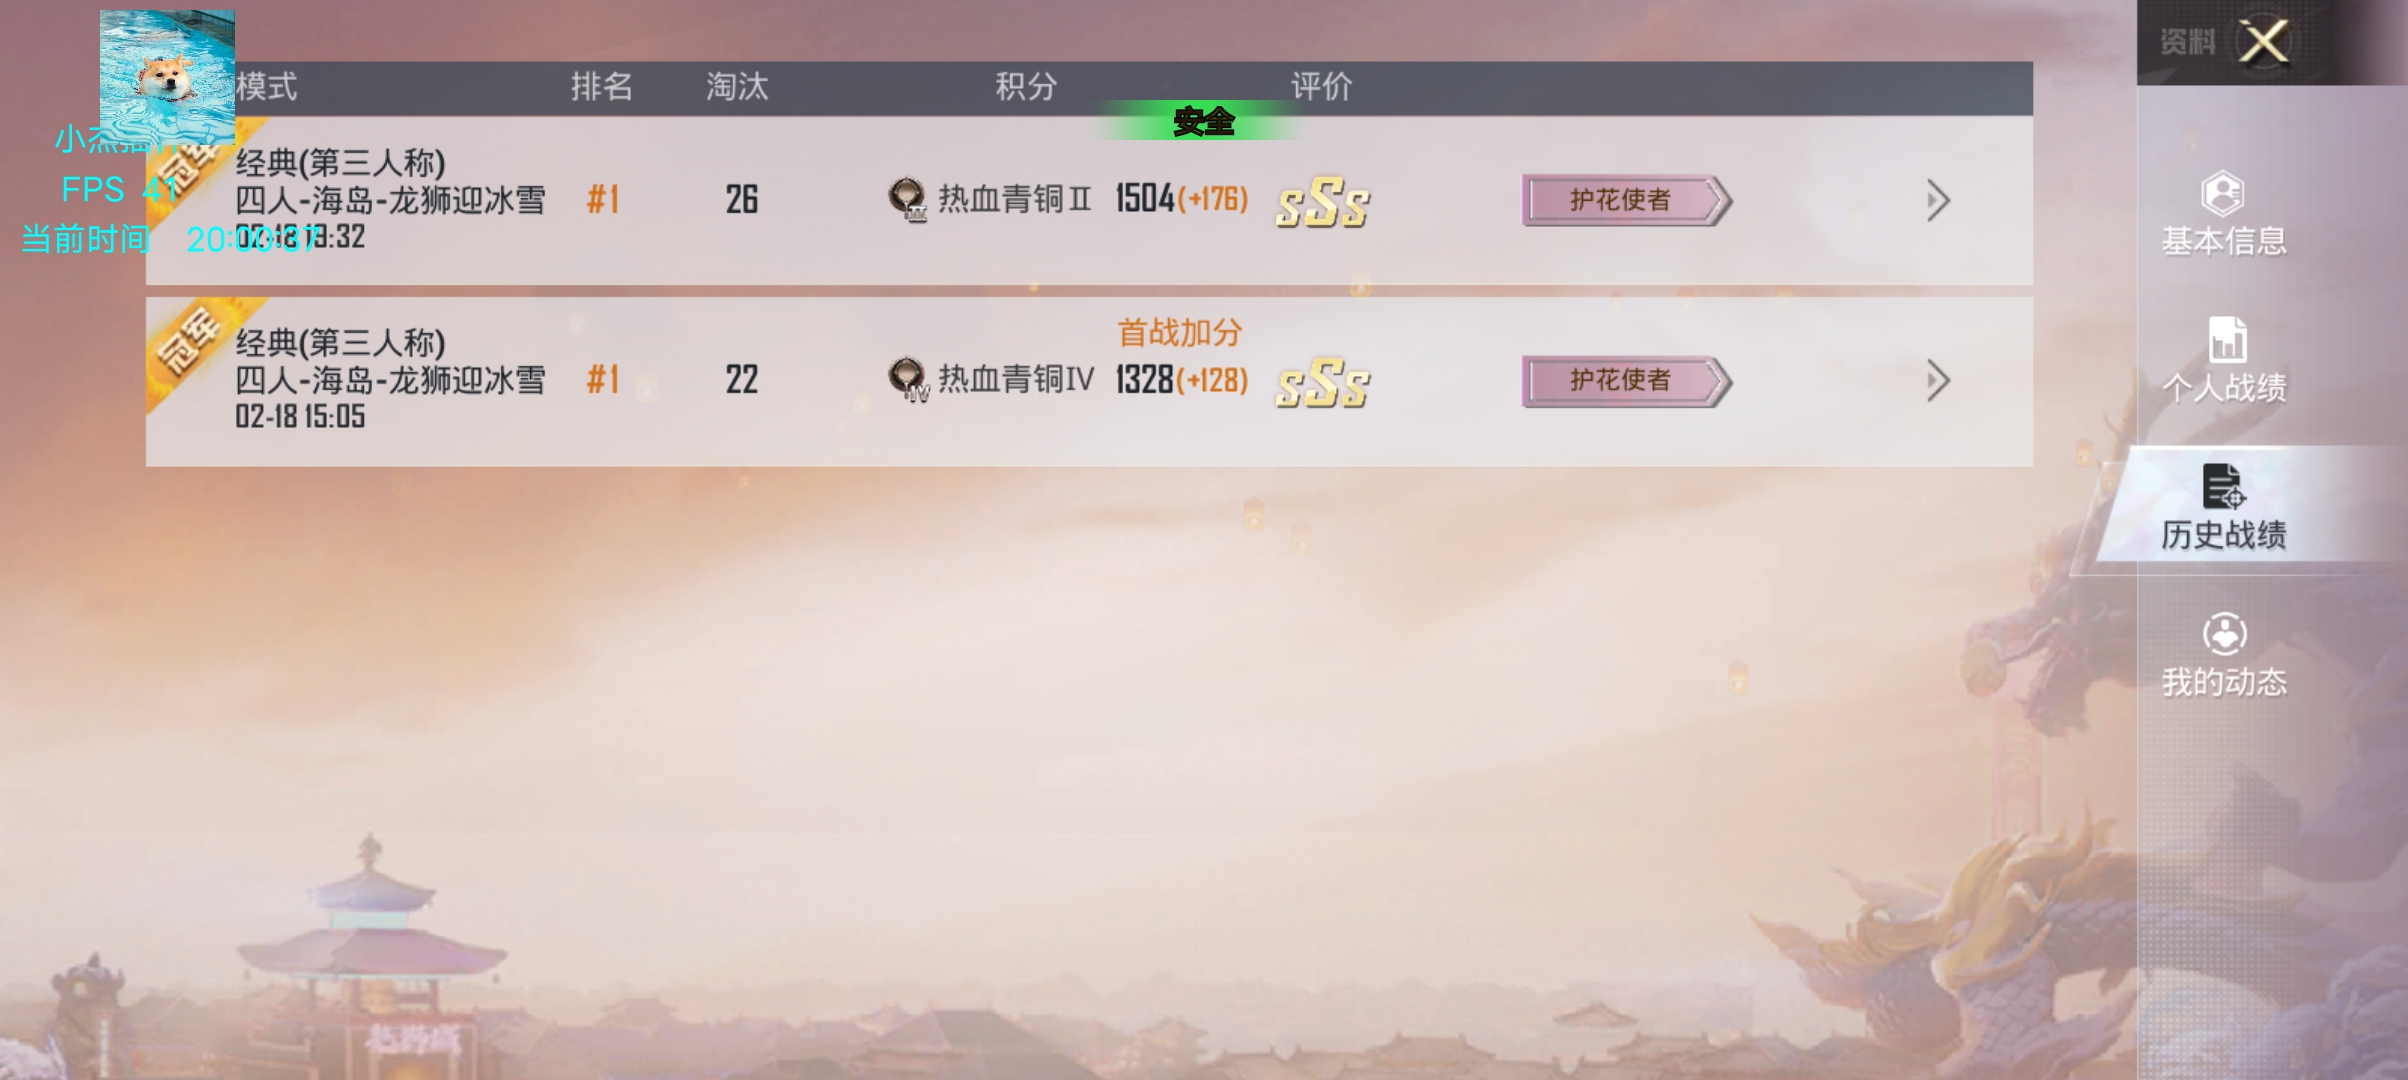 模式 排名 淘汰 积分 评价
安全
小杰插件
FPS 41
当前时间
冠军
经典(第三人称)
四人-海岛-龙狮迎冰雪
#1 26 热血青铜II 1504(+176) SSS 护花使者
冠军
经典(第三人称)
四人-海岛-龙狮迎冰雪
02-18 15:05
#1 22 热血青铜IV 首战加分
1328(+128) SSS 护花使者
资料
基本信息
个人战绩
历史战绩
我的动态